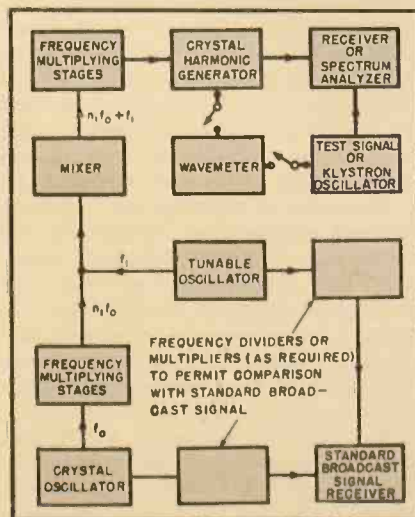 FREQUENCY
MULTIPLYING
STAGES
CRYSTAL
HARMONIC
GENERATOR
RECEIVER
OR
SPECTRUM
ANALYZER
n₁f₀ + f₁
MIXER
WAVEMETER
TEST SIGNAL
OR
KLYSTRON
OSCILLATOR
f₁
TUNABLE
OSCILLATOR
n₁f₀
FREQUENCY DIVIDERS OR
MULTIPLIERS (AS REQUIRED)
TO PERMIT COMPARISON
WITH STANDARD BROAD-
CAST SIGNAL
FREQUENCY
MULTIPLYING
STAGES
f₀
CRYSTAL
OSCILLATOR
STANDARD
BROADCAST
SIGNAL
RECEIVER